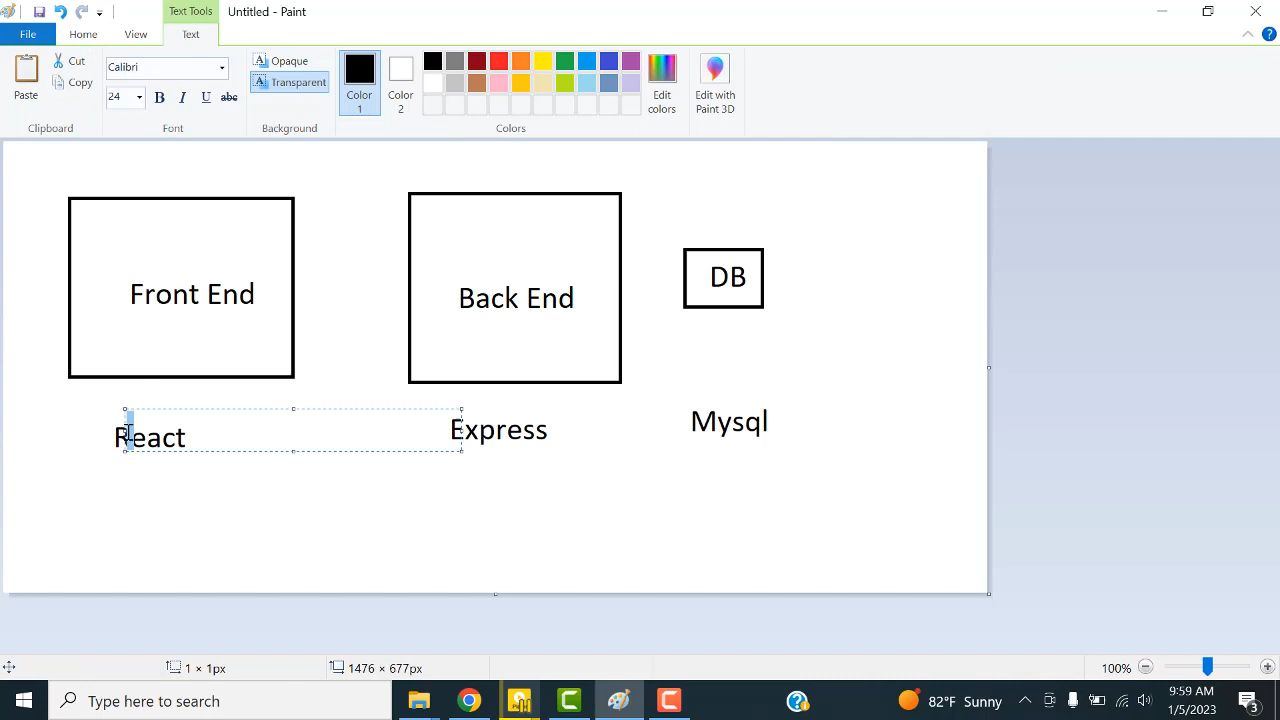 Text Tools
Untitled - Paint
File
Home
View
Text
Paste
Cut
Copy
Clipboard
Calibri
24
B
I
U
abc
Font
A
Opaque
A
Transparent
Background
Color
1
Color
2
Colors
Edit
colors
Edit with
Paint 3D
Front End
Back End
DB
React
Express
Mysql
1 × 1px
1476 × 677px
100%
Type here to search
82°F Sunny
9:59 AM
1/5/2023
3